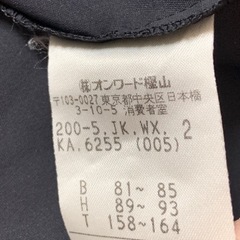 ㈱オンワード樫山
〒103-0027 東京都中央区日本橋
3-10-5 消費者室
200-5.JK.WX. 2
KA.6255 (005)
B 81~ 85
H 89~ 93
T 158~164